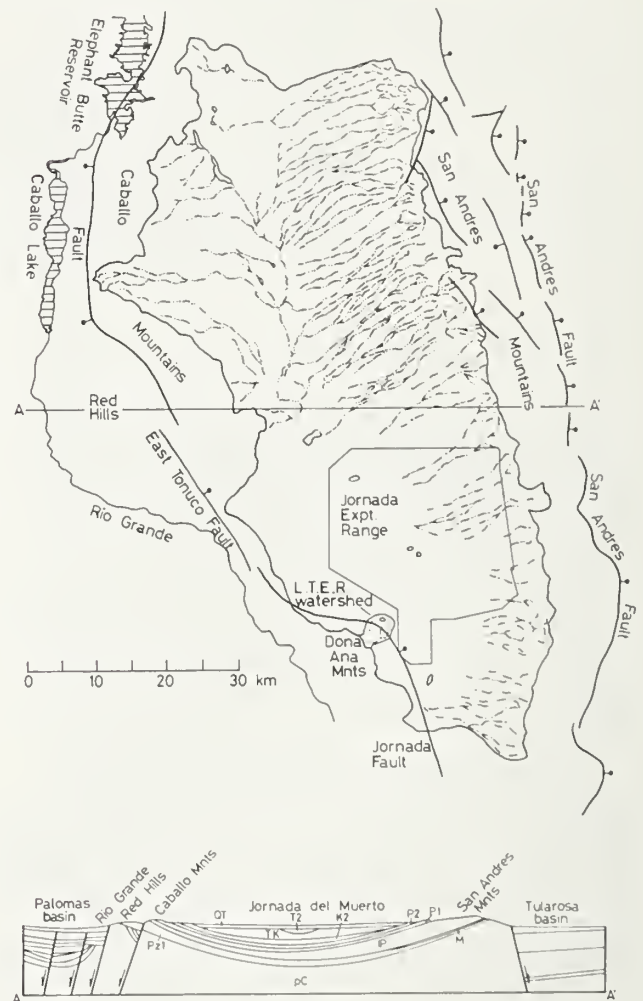 Elephant Butte
Reservoir
Caballo
Fault
Caballo Lake
Mountains
San Andres
Mountains
San Andres Fault
A
Red
Hills
A'
East Tonuco Fault
Rio Grande
Jornada
Expt.
Range
San Andres
Fault
L.T.E.R
watershed
Dona
Ana
Mnts
0 10 20 30 km
Jornada
Fault
Palomas
basin
Rio Grande
Red Hills
Caballo Mnts
Jornada del Muerto
San Andres
Mnts
Tularosa
basin
QT
T2
K2
P2
P1
TK
Pz1
IP
M
pC
A
A'